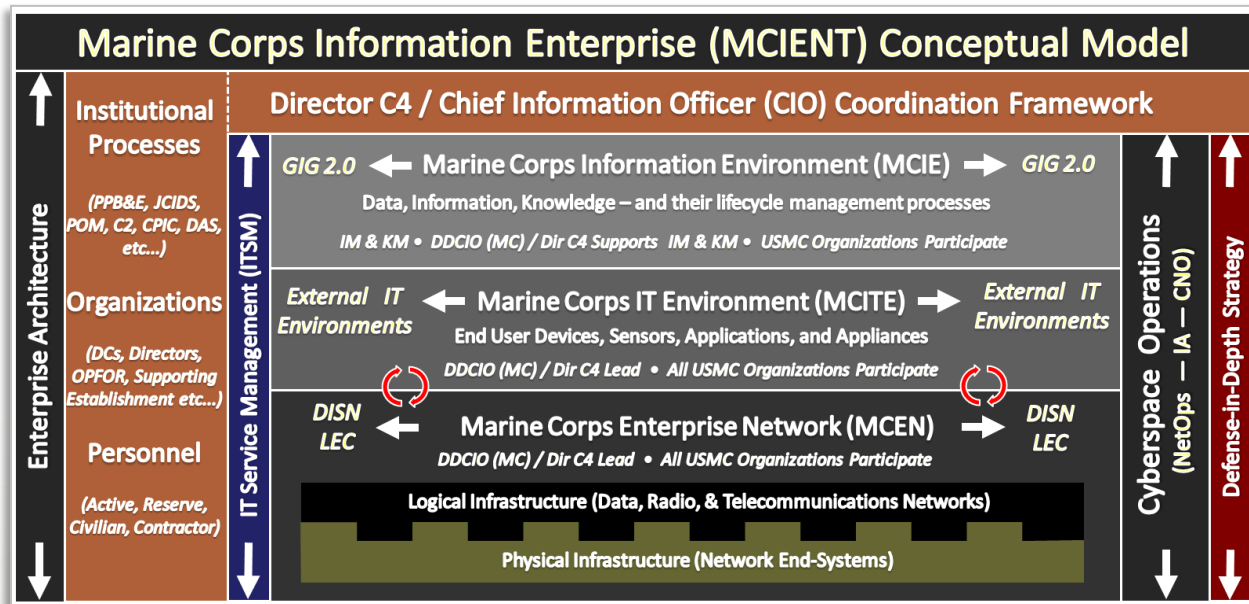 Marine Corps Information Enterprise (MCIENT) Conceptual Model
Enterprise Architecture
Institutional
Processes
(PPB&E, JCIDS,
POM, C2, CPIC, DAS,
etc...)
Organizations
(DCs, Directors,
OPFOR, Supporting
Establishment etc...)
Personnel
(Active, Reserve,
Civilian, Contractor)
Director C4 / Chief Information Officer (CIO) Coordination Framework
IT Service Management (ITSM)
GIG 2.0
Marine Corps Information Environment (MCIE)
GIG 2.0
Data, Information, Knowledge – and their lifecycle management processes
IM & KM • DDCIO (MC) / Dir C4 Supports IM & KM • USMC Organizations Participate
External IT
Environments
Marine Corps IT Environment (MCITE)
External IT
Environments
End User Devices, Sensors, Applications, and Appliances
DDCIO (MC) / Dir C4 Lead • All USMC Organizations Participate
DISN
LEC
Marine Corps Enterprise Network (MCEN)
DISN
LEC
DDCIO (MC) / Dir C4 Lead • All USMC Organizations Participate
Logical Infrastructure (Data, Radio, & Telecommunications Networks)
Physical Infrastructure (Network End-Systems)
Cyberspace Operations
(NetOps — IA — CNO)
Defense-in-Depth Strategy